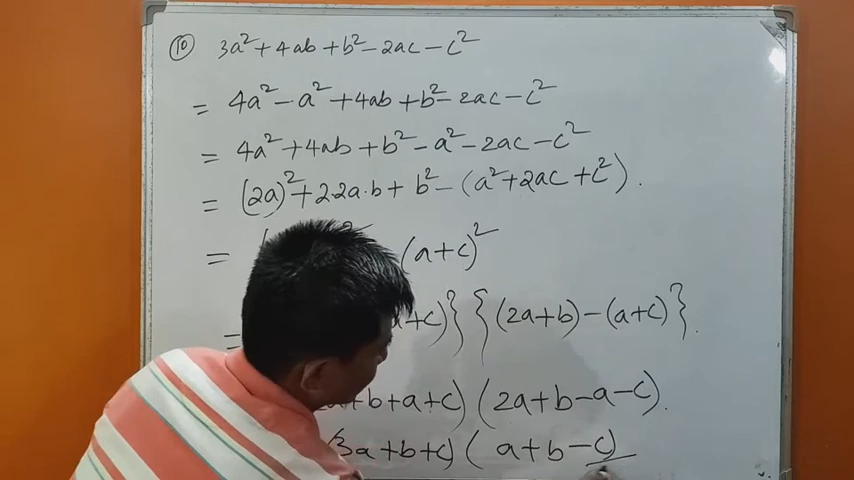 ⑩ 3a² + 4ab + b² - 2ac - c²
= 4a² - a² + 4ab + b² - 2ac - c²
= 4a² + 4ab + b² - a² - 2ac - c²
= (2a)² + 2.2a.b + b² - (a² + 2ac + c²).
= ( ² (a+c)²
= +c)} {(2a+b) - (a+c)}.
+b+a+c) (2a+b-a-c).
(3a+b+c) (a+b-c)